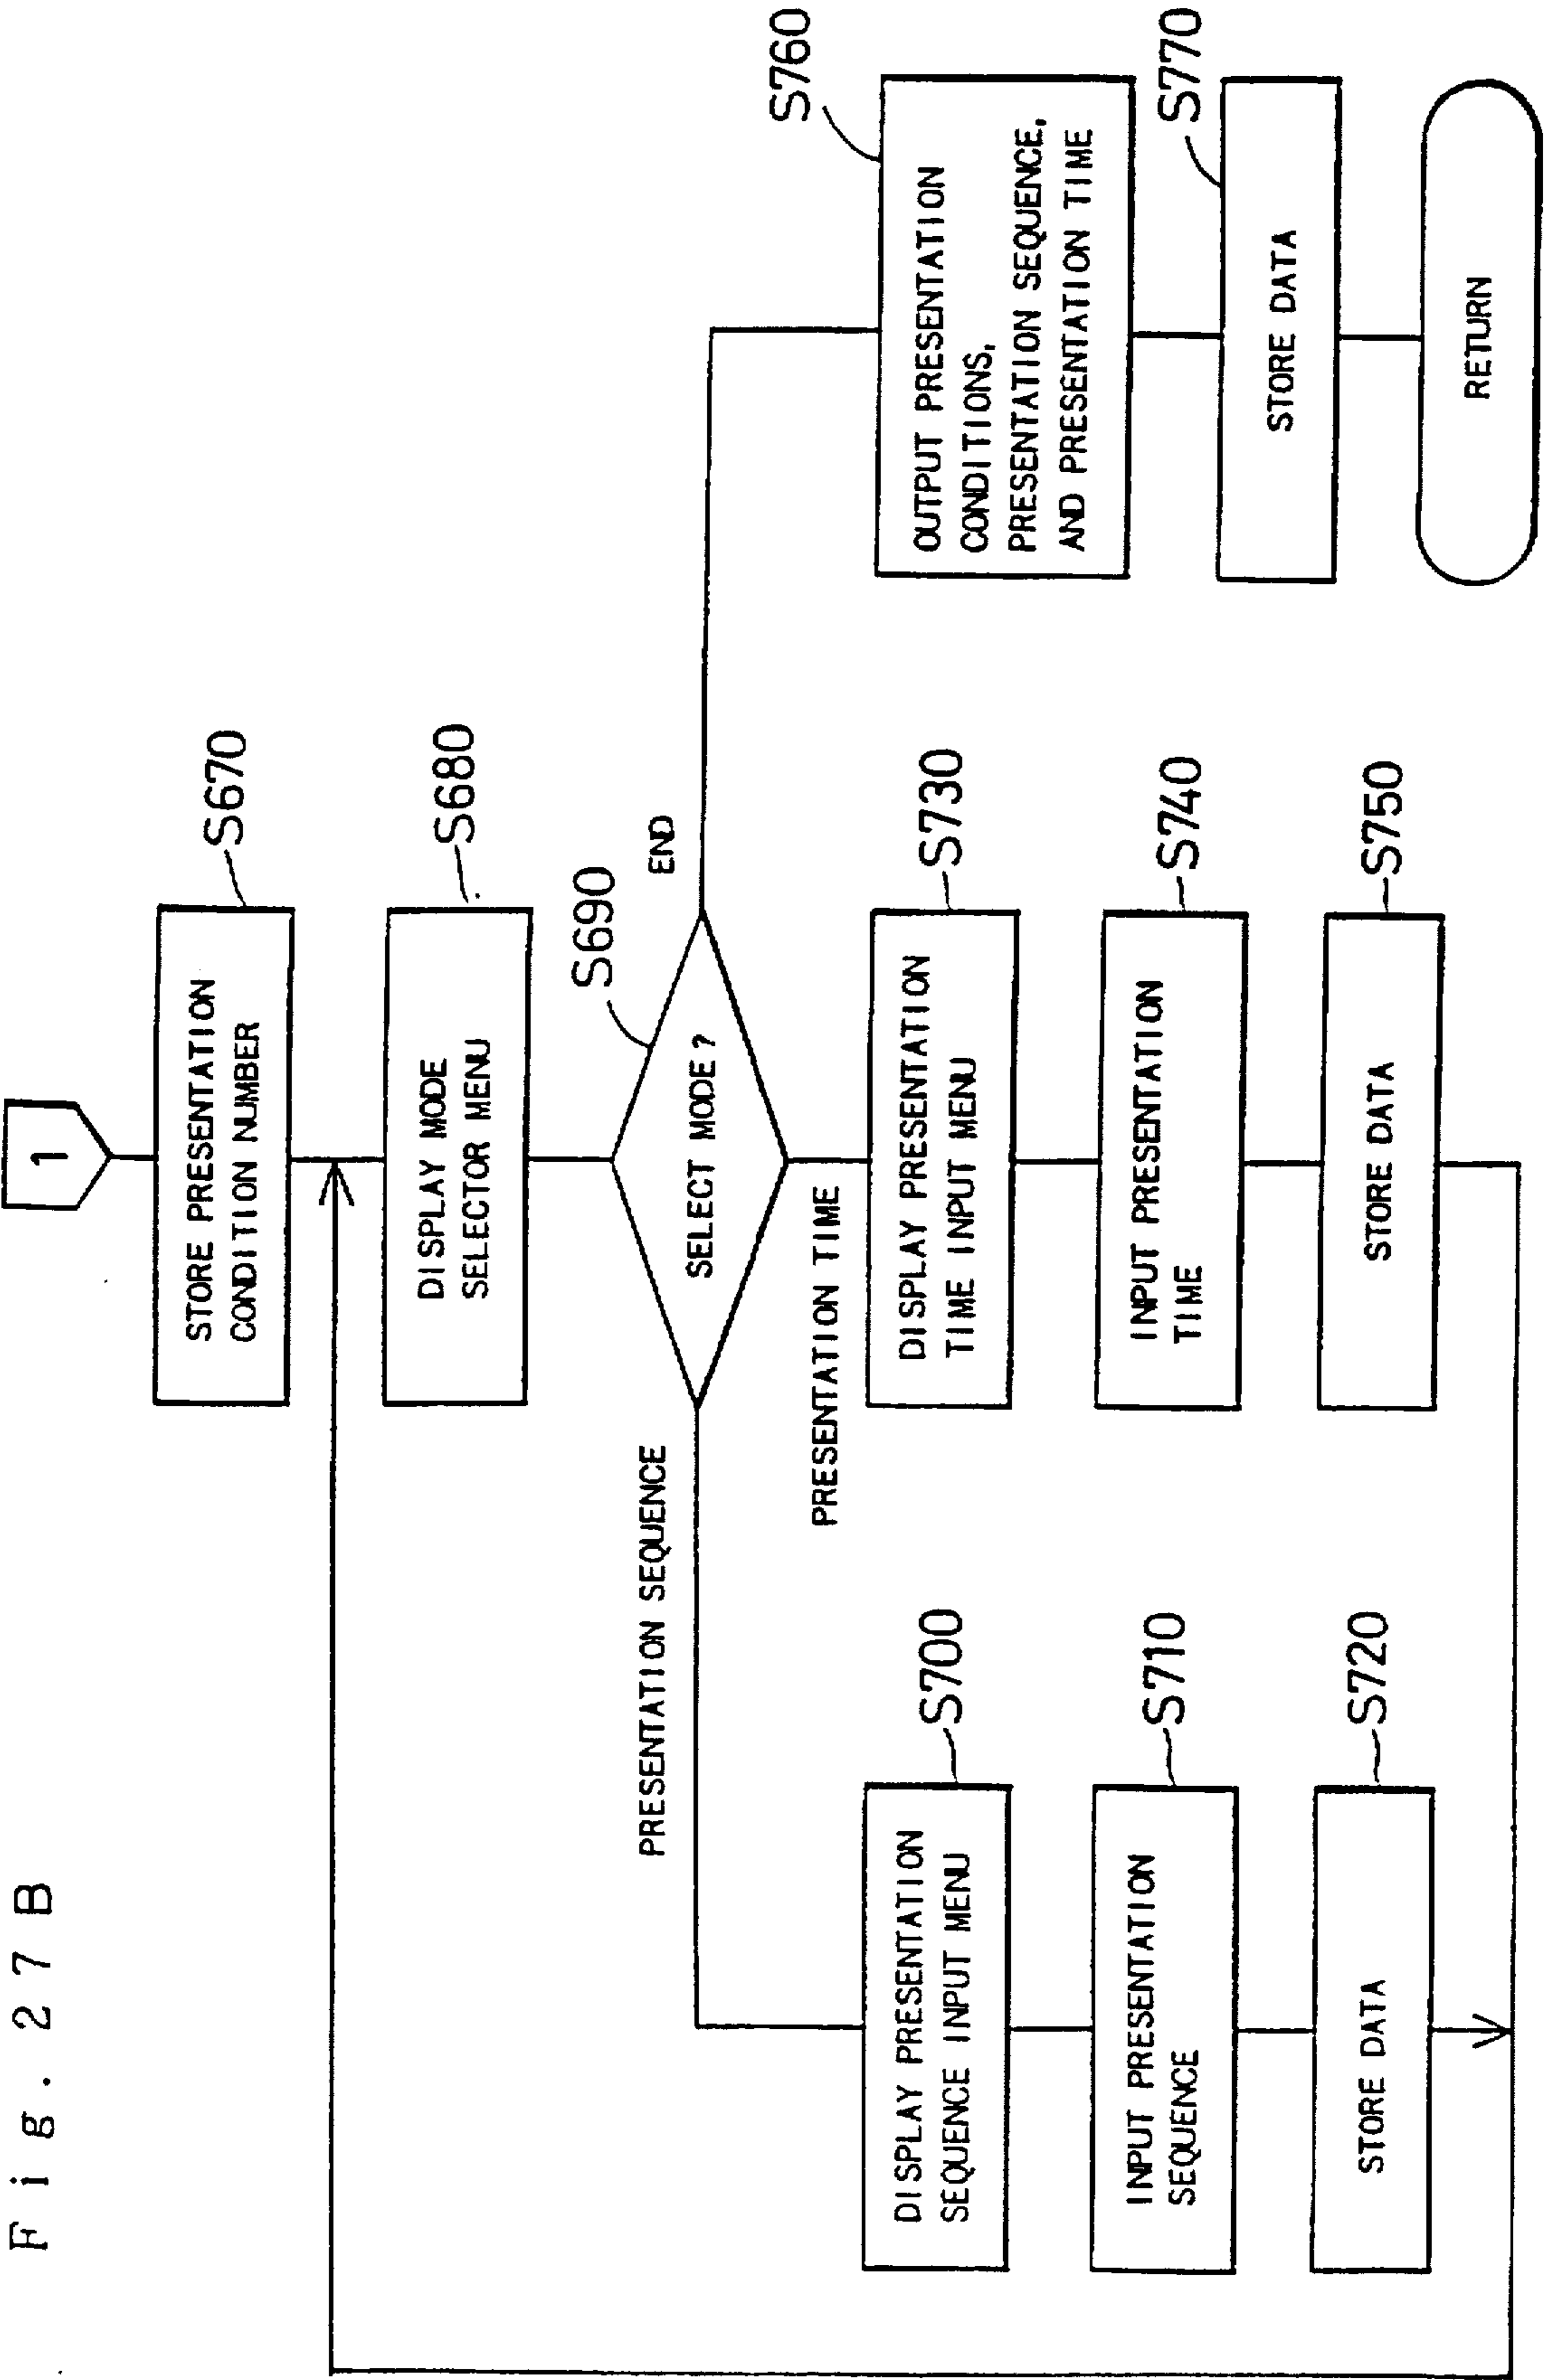 Fig. 27B
1
STORE PRESENTATION
CONDITION NUMBER
S670
DISPLAY MODE
SELECTOR MENU
S680
SELECT MODE?
S690
PRESENTATION SEQUENCE
PRESENTATION TIME
END
DISPLAY PRESENTATION
SEQUENCE INPUT MENU
S700
INPUT PRESENTATION
SEQUENCE
S710
STORE DATA
S720
DISPLAY PRESENTATION
TIME INPUT MENU
S730
INPUT PRESENTATION
TIME
S740
STORE DATA
S750
OUTPUT PRESENTATION
CONDITIONS,
PRESENTATION SEQUENCE,
AND PRESENTATION TIME
S760
STORE DATA
S770
RETURN